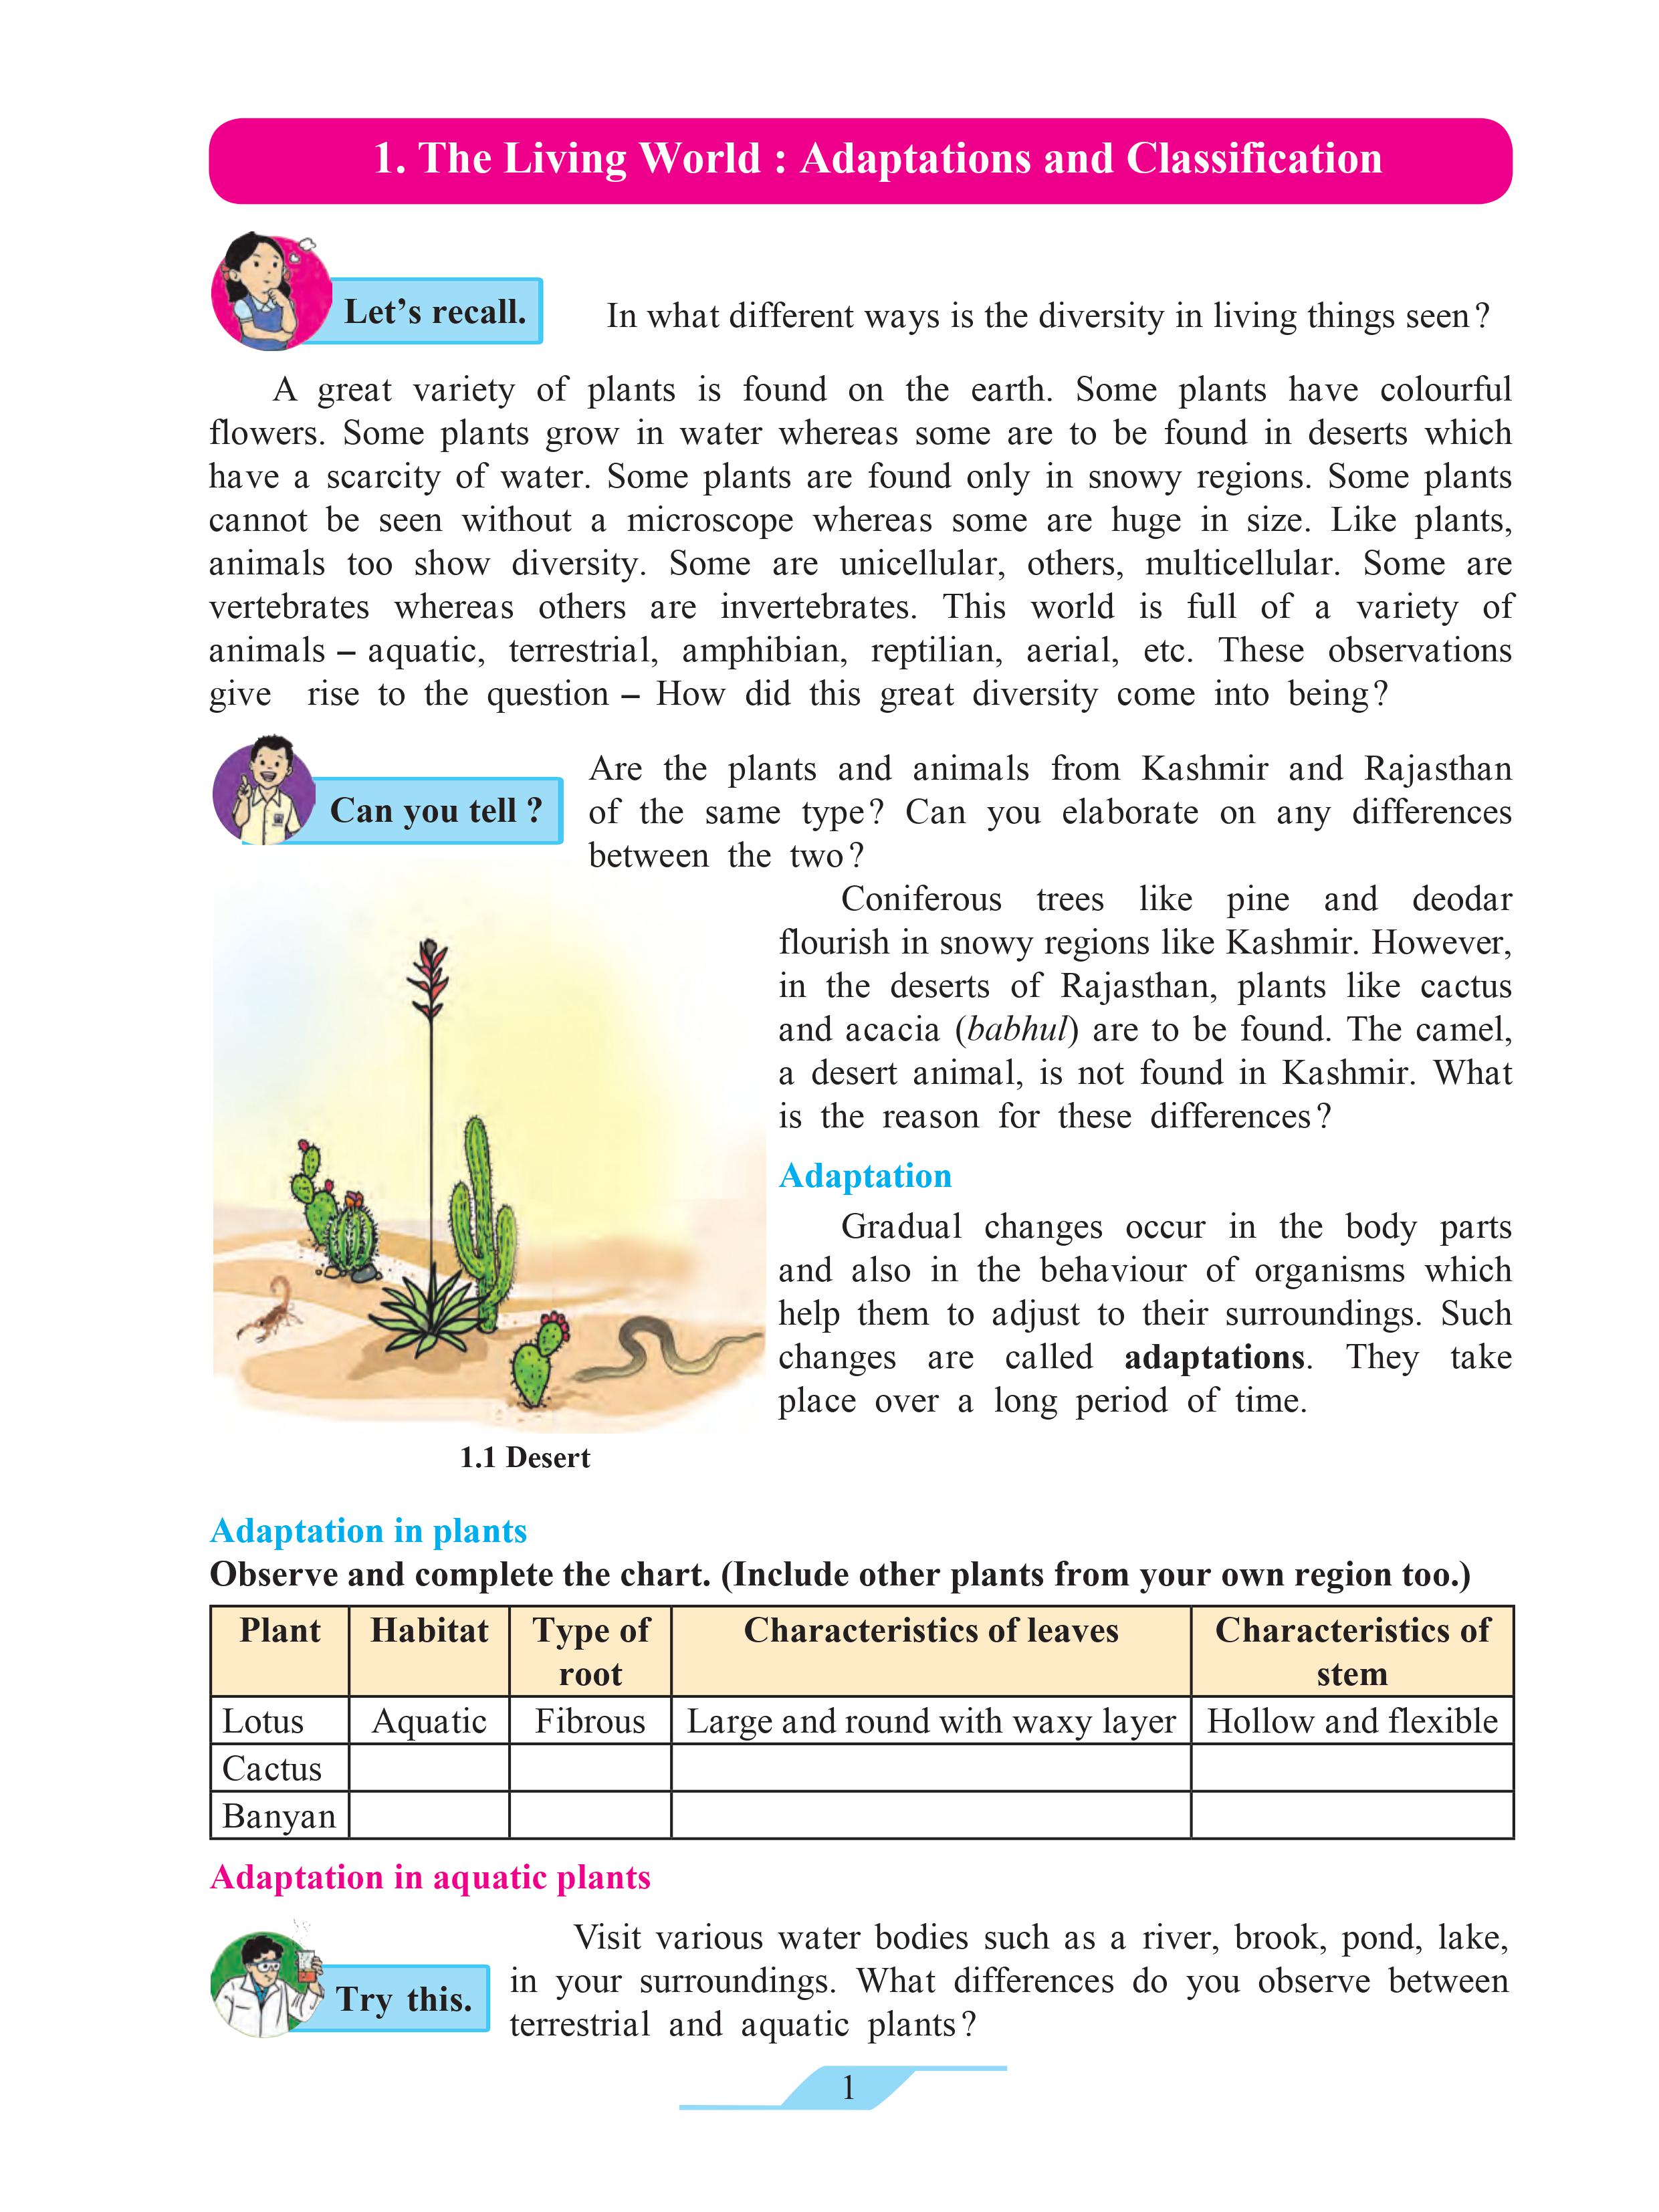 1. The Living World : Adaptations and Classification
Let’s recall.
In what different ways is the diversity in living things seen?
A great variety of plants is found on the earth. Some plants have colourful
flowers. Some plants grow in water whereas some are to be found in deserts which
have a scarcity of water. Some plants are found only in snowy regions. Some plants
cannot be seen without a microscope whereas some are huge in size. Like plants,
animals too show diversity. Some are unicellular, others, multicellular. Some are
vertebrates whereas others are invertebrates. This world is full of a variety of
animals – aquatic, terrestrial, amphibian, reptilian, aerial, etc. These observations
give rise to the question – How did this great diversity come into being?
Can you tell ?
Are the plants and animals from Kashmir and Rajasthan
of the same type? Can you elaborate on any differences
between the two?
Coniferous trees like pine and deodar
flourish in snowy regions like Kashmir. However,
in the deserts of Rajasthan, plants like cactus
and acacia (babhul) are to be found. The camel,
a desert animal, is not found in Kashmir. What
is the reason for these differences?
Adaptation
Gradual changes occur in the body parts
and also in the behaviour of organisms which
help them to adjust to their surroundings. Such
changes are called adaptations. They take
place over a long period of time.
1.1 Desert
Adaptation in plants
Observe and complete the chart. (Include other plants from your own region too.)
Plant Habitat Type of root Characteristics of leaves Characteristics of stem
Lotus Aquatic Fibrous Large and round with waxy layer Hollow and flexible
Cactus
Banyan
Adaptation in aquatic plants
Try this.
Visit various water bodies such as a river, brook, pond, lake,
in your surroundings. What differences do you observe between
terrestrial and aquatic plants?
1